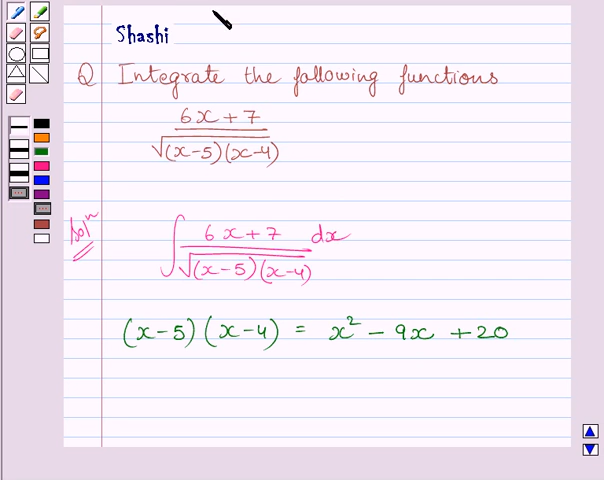 Shashi
Q Integrate the following functions
6x+7
√(x-5)(x-4)
Solⁿ
∫ 6x+7 dx
√(x-5)(x-4)
(x-5)(x-4) = x² - 9x + 20